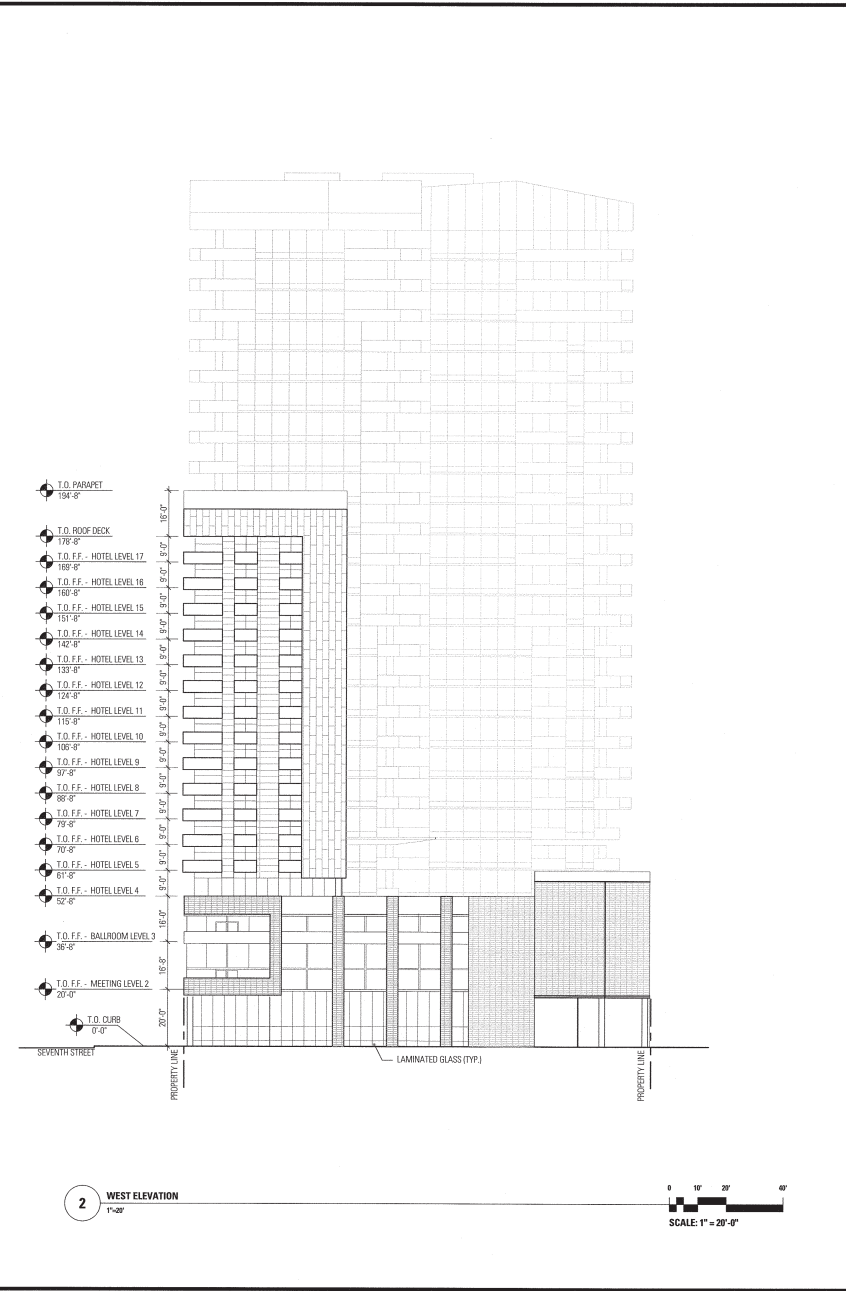 T.O. PARAPET
194'-8"
16'-0"
T.O. ROOF DECK
178'-8"
9'-0"
T.O. F.F. - HOTEL LEVEL 17
169'-8"
9'-0"
T.O. F.F. - HOTEL LEVEL 16
160'-8"
9'-0"
T.O. F.F. - HOTEL LEVEL 15
151'-8"
9'-0"
T.O. F.F. - HOTEL LEVEL 14
142'-8"
9'-0"
T.O. F.F. - HOTEL LEVEL 13
133'-8"
9'-0"
T.O. F.F. - HOTEL LEVEL 12
124'-8"
9'-0"
T.O. F.F. - HOTEL LEVEL 11
115'-8"
9'-0"
T.O. F.F. - HOTEL LEVEL 10
106'-8"
9'-0"
T.O. F.F. - HOTEL LEVEL 9
97'-8"
9'-0"
T.O. F.F. - HOTEL LEVEL 8
88'-8"
9'-0"
T.O. F.F. - HOTEL LEVEL 7
79'-8"
9'-0"
T.O. F.F. - HOTEL LEVEL 6
70'-8"
9'-0"
T.O. F.F. - HOTEL LEVEL 5
61'-8"
9'-0"
T.O. F.F. - HOTEL LEVEL 4
52'-8"
16'-0"
T.O. F.F. - BALLROOM LEVEL 3
36'-8"
16'-8"
T.O. F.F. - MEETING LEVEL 2
20'-0"
20'-0"
T.O. CURB
0'-0"
SEVENTH STREET
PROPERTY LINE
LAMINATED GLASS (TYP.)
PROPERTY LINE
2
WEST ELEVATION
1"=20'
0 10' 20' 40'
SCALE: 1" = 20'-0"